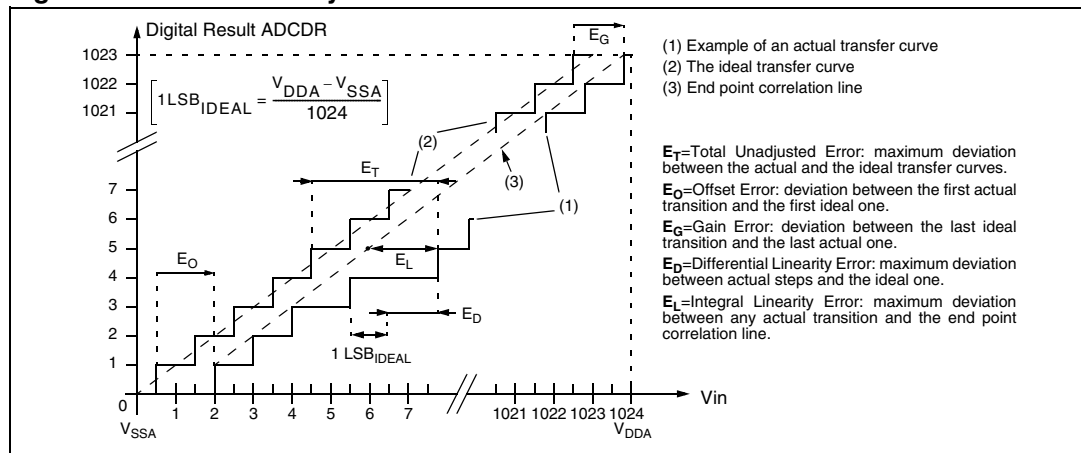 Digital Result ADCDR
E_G
1023
1022
1021
1LSB_IDEAL = V_DDA – V_SSA / 1024
(2)
E_T
(3)
(1)
7
6
5
4
3
2
1
0
E_O
E_L
E_D
1 LSB_IDEAL
1 2 3 4 5 6 7 1021 1022 1023 1024
Vin
V_SSA
V_DDA
(1) Example of an actual transfer curve
(2) The ideal transfer curve
(3) End point correlation line
E_T=Total Unadjusted Error: maximum deviation
between the actual and the ideal transfer curves.
E_O=Offset Error: deviation between the first actual
transition and the first ideal one.
E_G=Gain Error: deviation between the last ideal
transition and the last actual one.
E_D=Differential Linearity Error: maximum deviation
between actual steps and the ideal one.
E_L=Integral Linearity Error: maximum deviation
between any actual transition and the end point
correlation line.